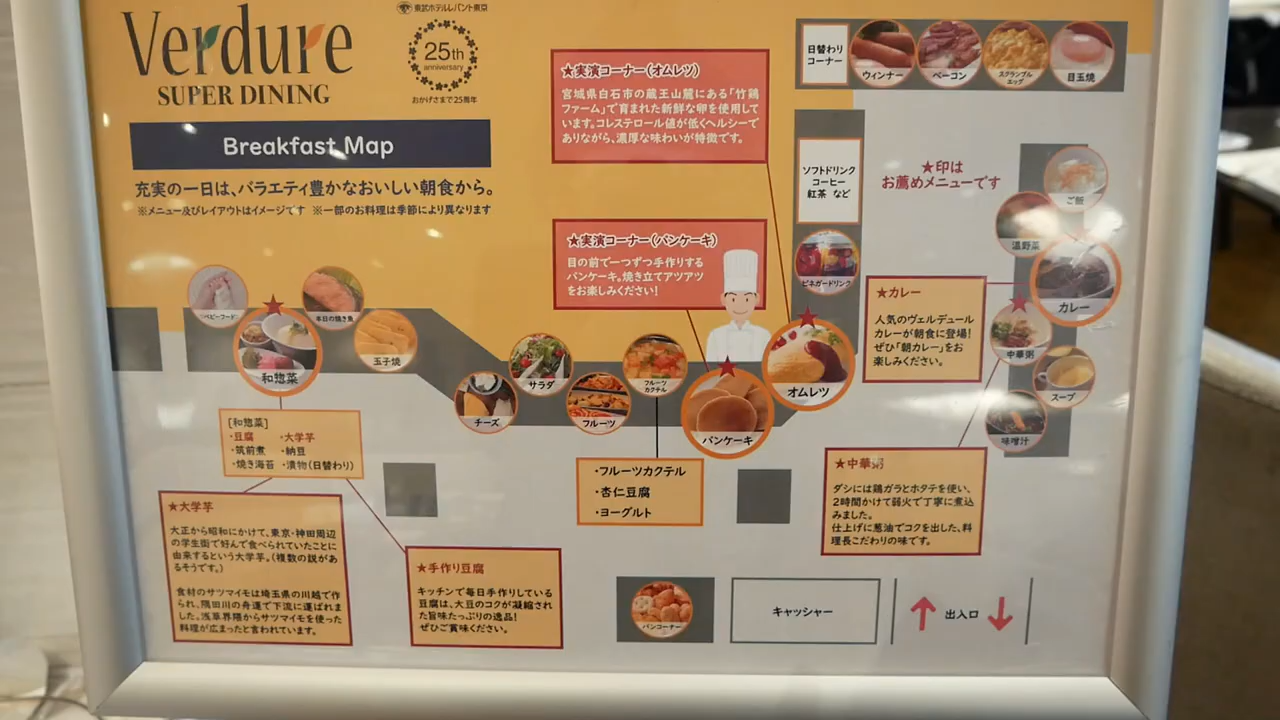 Verdure
SUPER DINING
東武ホテルレバント東京
25th
anniversary
おかげさまで25周年
Breakfast Map
充実の一日は、バラエティ豊かなおいしい朝食から。
※メニュー及びレイアウトはイメージです ※一部のお料理は季節により異なります
★実演コーナー(オムレツ)
宮城県白石市の蔵王山麓にある「竹鶏
ファーム」で育まれた新鮮な卵を使用して
います。コレステロール値が低くヘルシーで
ありながら、濃厚な味わいが特徴です。
★実演コーナー(パンケーキ)
目の前で一つずつ手作りする
パンケーキ。焼き立てアツアツ
をお楽しみください!
日替わり
コーナー
ウィンナー
ベーコン
スクランブル
エッグ
目玉焼
ソフトドリンク
コーヒー
紅茶 など
ビネガードリンク
★印は
お薦めメニューです
ご飯
温野菜
カレー
中華粥
スープ
味噌汁
★カレー
人気のヴェルデュール
カレーが朝食に登場!
ぜひ「朝カレー」をお
楽しみください。
ベビーフード
本日の焼き魚
和惣菜
玉子焼
チーズ
サラダ
フルーツ
フルーツ
カクテル
パンケーキ
オムレツ
[和惣菜]
・豆腐 ・大学芋
・筑前煮 ・納豆
・焼き海苔 ・漬物(日替わり)
・フルーツカクテル
・杏仁豆腐
・ヨーグルト
★中華粥
ダシには鶏ガラとホタテを使い、
2時間かけて弱火で丁寧に煮込
みました。
仕上げに葱油でコクを出した、料
理長こだわりの味です。
★大学芋
大正から昭和にかけて、東京・神田周辺
の学生街で好んで食べられていたことに
由来するという大学芋。(複数の説があ
るそうです。)
食材のサツマイモは埼玉県の川越で作
られ、隅田川の舟運で下流に運ばれま
した。浅草界隈からサツマイモを使った
料理が広まったと言われています。
★手作り豆腐
キッチンで毎日手作りしている
豆腐は、大豆のコクが凝縮され
た旨味たっぷりの逸品!
ぜひご賞味ください。
パンコーナー
キャッシャー
出入口